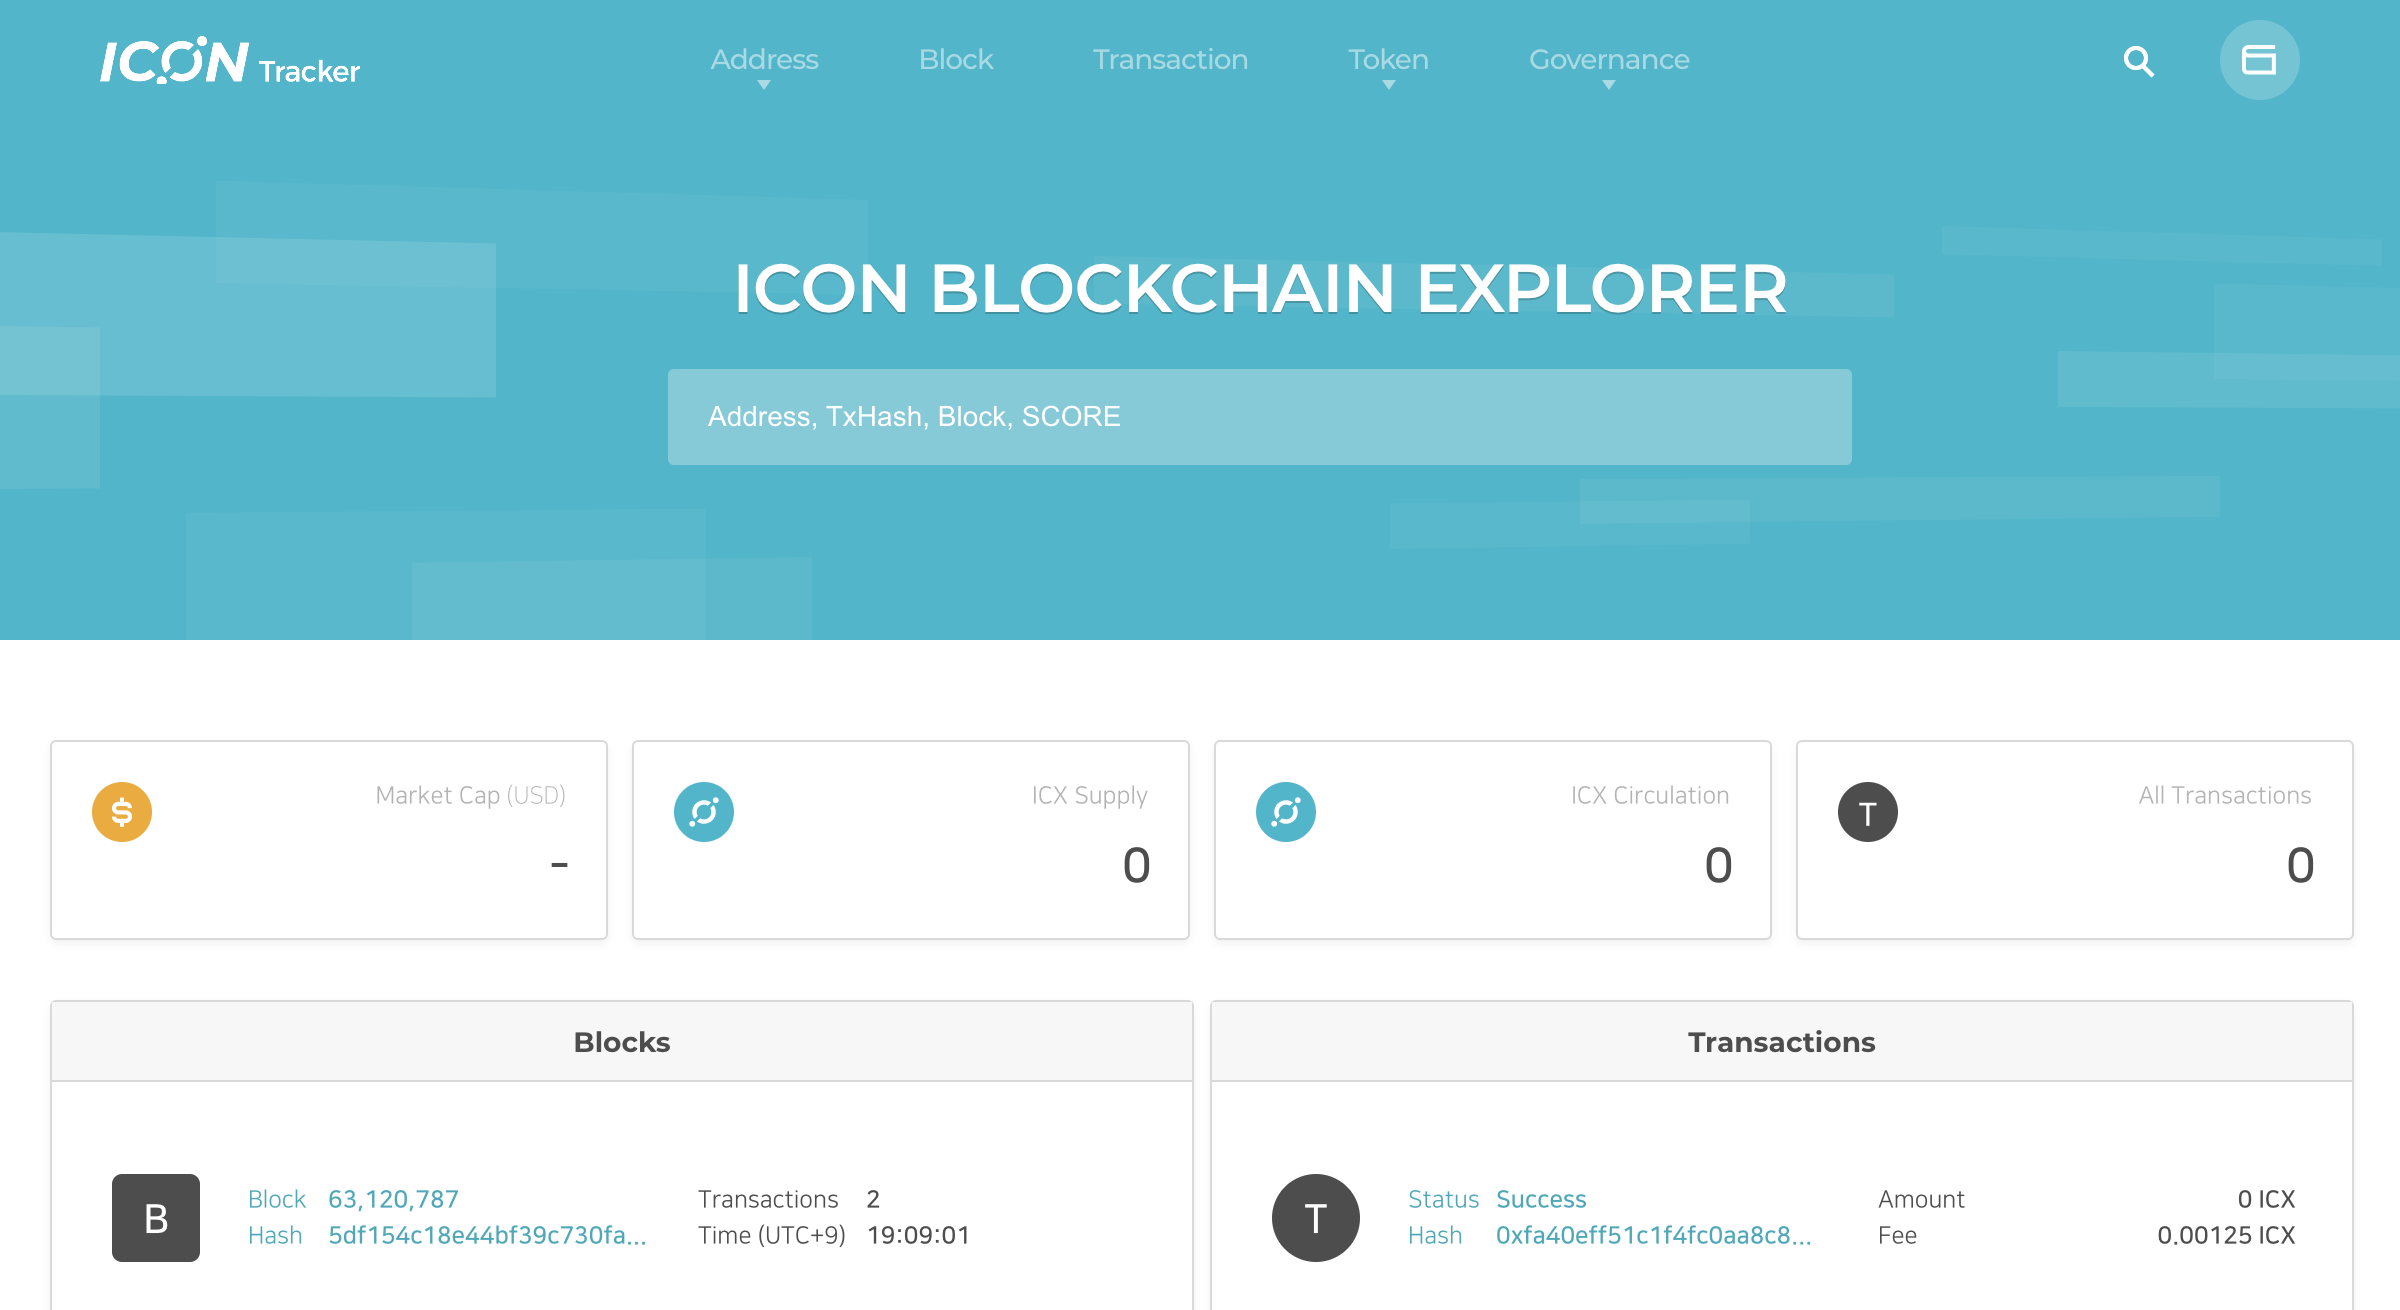 ICON Tracker
Address Block Transaction Token Governance
ICON BLOCKCHAIN EXPLORER
Address, TxHash, Block, SCORE
$ Market Cap (USD)
-
ICX Supply
0
ICX Circulation
0
T All Transactions
0
Blocks
B
Block 63,120,787 Transactions 2
Hash 5df154c18e44bf39c730fa... Time (UTC+9) 19:09:01
Transactions
T
Status Success Amount 0 ICX
Hash 0xfa40eff51c1f4fc0aa8c8... Fee 0.00125 ICX